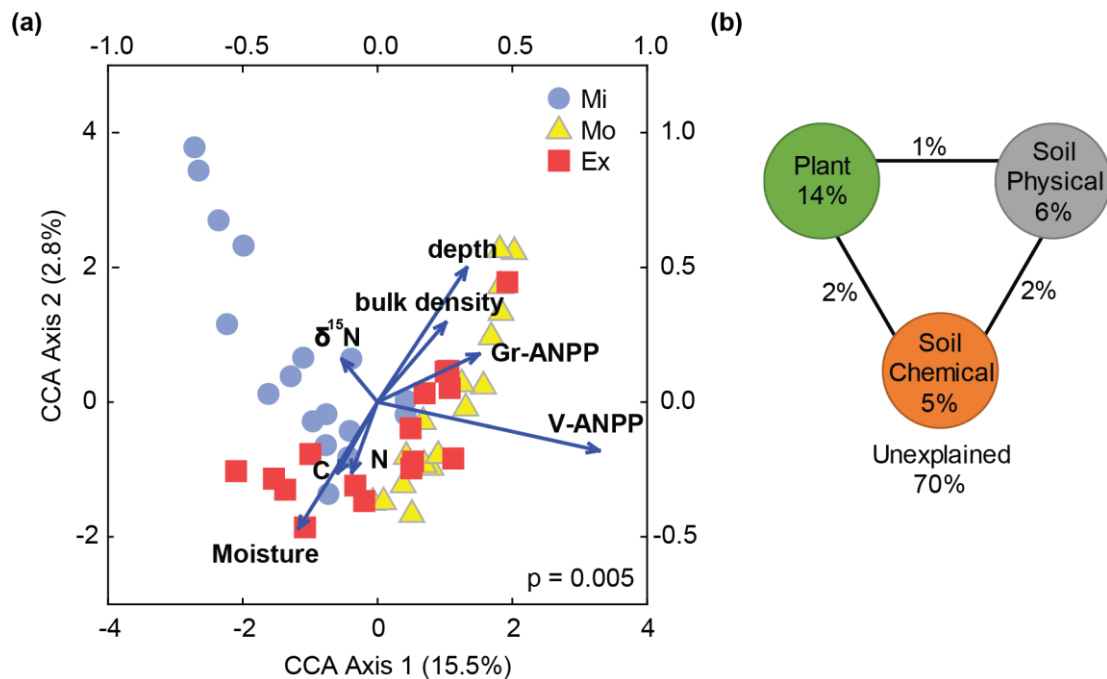 (a)
-1.0 -0.5 0.0 0.5 1.0
Mi
Mo
Ex
4
2
0
-2
1.0
0.5
0.0
-0.5
CCA Axis 2 (2.8%)
depth
bulk density
δ¹⁵N
Gr-ANPP
V-ANPP
C
N
Moisture
p = 0.005
-4 -2 0 2 4
CCA Axis 1 (15.5%)
(b)
Plant
14%
1%
Soil
Physical
6%
2%
2%
Soil
Chemical
5%
Unexplained
70%